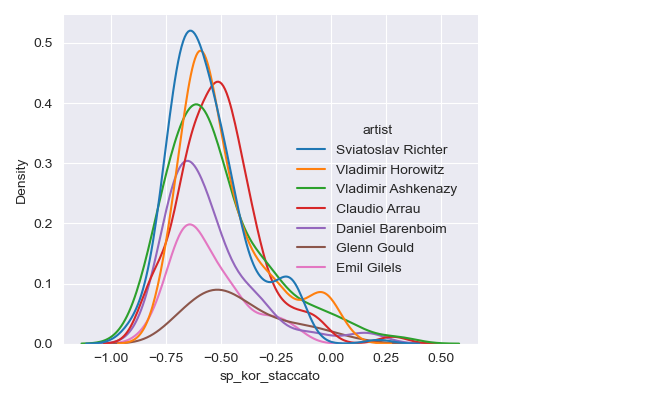 0.5
0.4
0.3
0.2
0.1
0.0
Density
artist
Sviatoslav Richter
Vladimir Horowitz
Vladimir Ashkenazy
Claudio Arrau
Daniel Barenboim
Glenn Gould
Emil Gilels
−1.00 −0.75 −0.50 −0.25 0.00 0.25 0.50
sp_kor_staccato